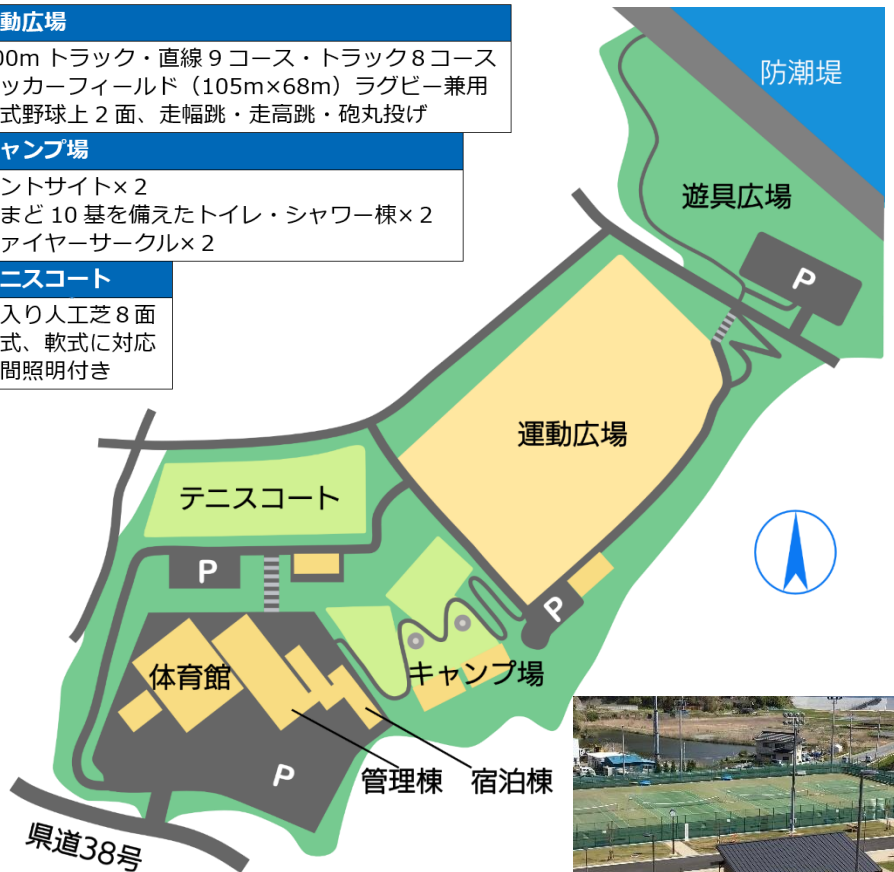 動広場
00m トラック・直線 9 コース・トラック 8 コース
ッカーフィールド（105m×68m）ラグビー兼用
式野球上 2 面、走幅跳・走高跳・砲丸投げ
ャンプ場
ントサイト×２
まど 10 基を備えたトイレ・シャワー棟×２
ァイヤーサークル×２
ニスコート
入り人工芝８面
式、軟式に対応
間照明付き
防潮堤
遊具広場
P
運動広場
テニスコート
P
P
体育館
キャンプ場
P
管理棟
宿泊棟
県道38号